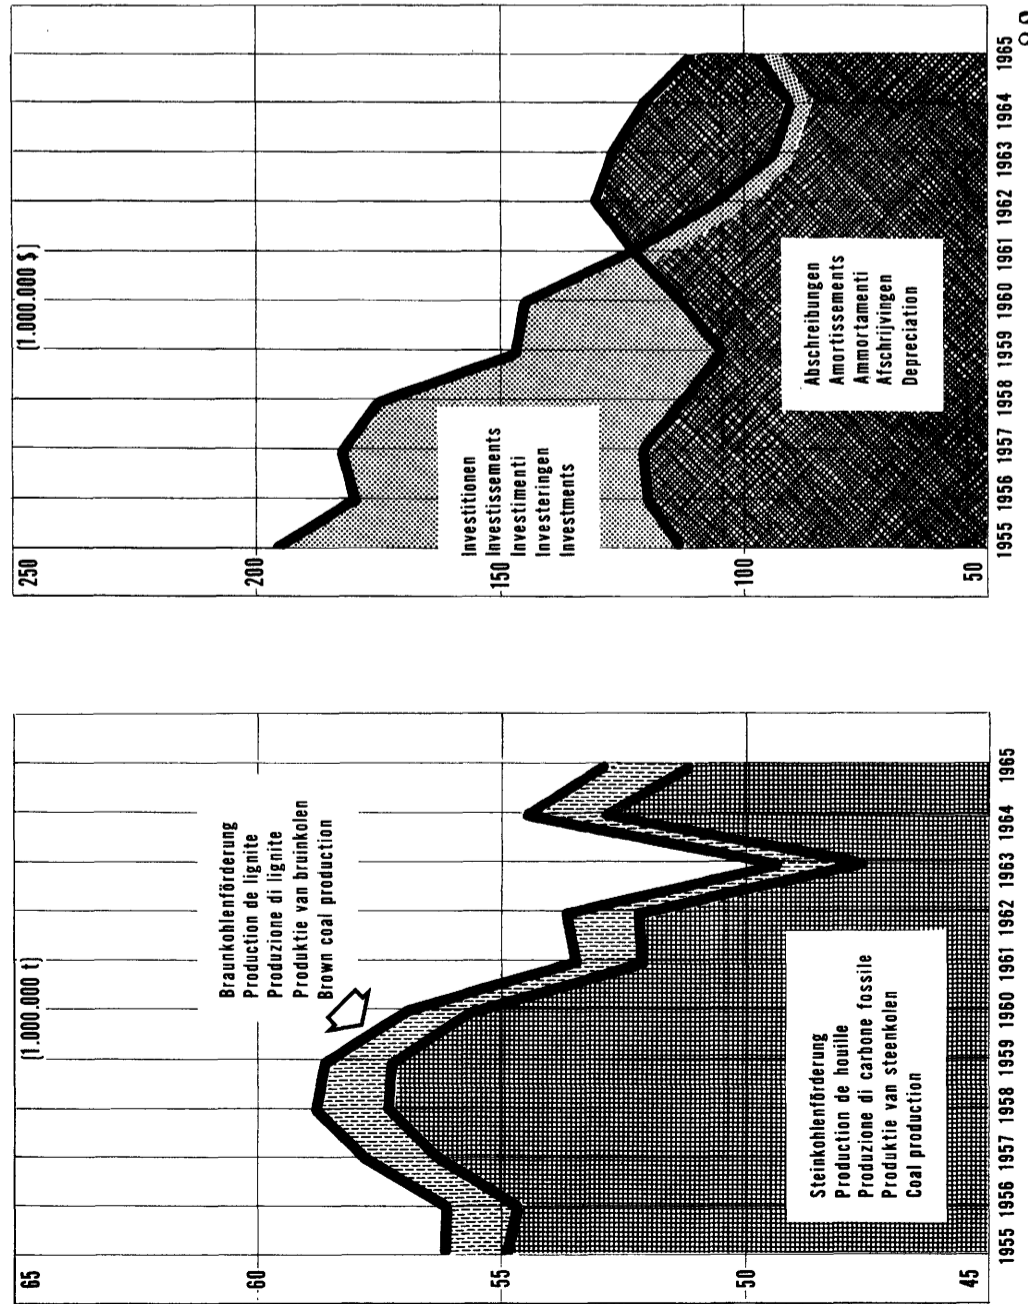 (1.000.000 t)
65
Braunkohlenförderung
Production de lignite
Produzione di lignite
Produktie van bruinkolen
Brown coal production
60
55
50
Steinkohlenförderung
Production de houille
Produzione di carbone fossile
Produktie van steenkolen
Coal production
45
1955 1956 1957 1958 1959 1960 1961 1962 1963 1964 1965
(1.000.000 $)
250
200
Investitionen
Investissements
Investimenti
Investeringen
Investments
150
100
Abschreibungen
Amortissements
Ammortamenti
Afschrijvingen
Depreciation
50
1955 1956 1957 1958 1959 1960 1961 1962 1963 1964 1965